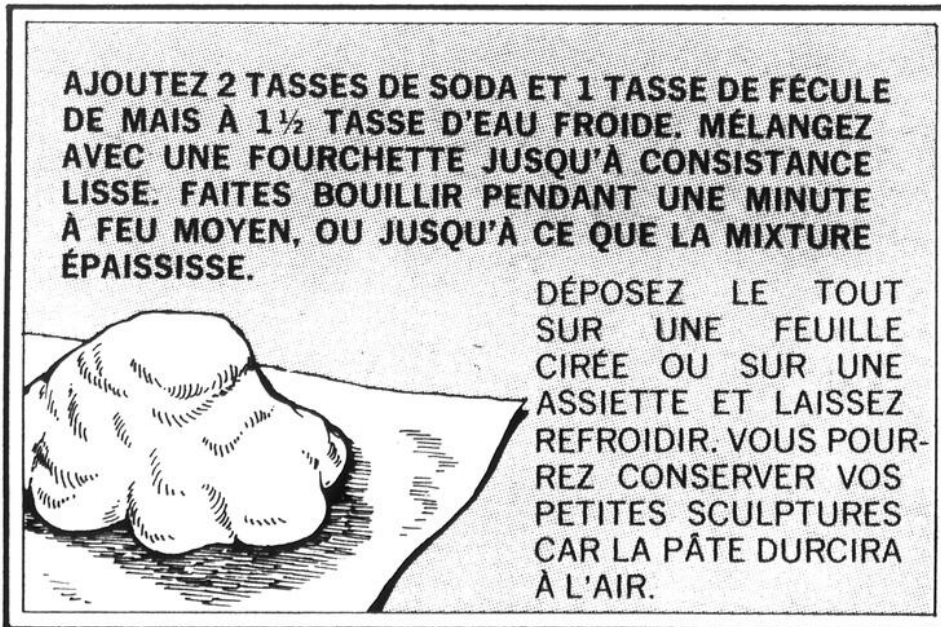 AJOUTEZ 2 TASSES DE SODA ET 1 TASSE DE FÉCULE
DE MAIS À 1½ TASSE D'EAU FROIDE. MÉLANGEZ
AVEC UNE FOURCHETTE JUSQU'À CONSISTANCE
LISSE. FAITES BOUILLIR PENDANT UNE MINUTE
À FEU MOYEN, OU JUSQU'À CE QUE LA MIXTURE
ÉPAISSISSE.
DÉPOSEZ LE TOUT
SUR UNE FEUILLE
CIRÉE OU SUR UNE
ASSIETTE ET LAISSEZ
REFROIDIR. VOUS POUR-
REZ CONSERVER VOS
PETITES SCULPTURES
CAR LA PÂTE DURCIRA
À L'AIR.